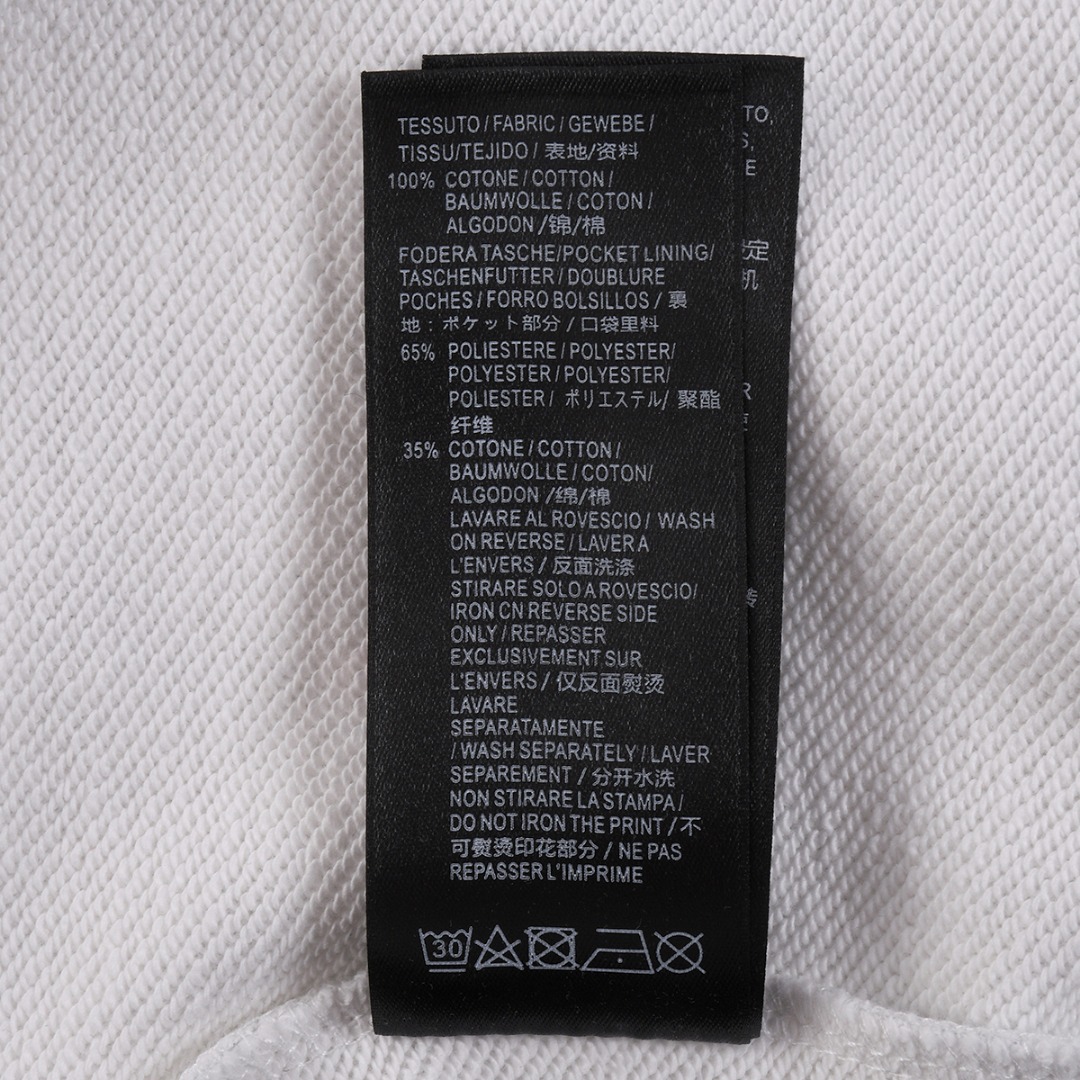 TESSUTO / FABRIC / GEWEBE /
TISSU/TEJIDO / 表地/资料
100% COTONE / COTTON /
BAUMWOLLE / COTON /
ALGODON /锦/棉
FODERA TASCHE/POCKET LINING/
TASCHENFUTTER / DOUBLURE
POCHES / FORRO BOLSILLOS / 裏
地 : ポケット部分 / 口袋里料
65% POLIESTERE / POLYESTER/
POLYESTER / POLYESTER/
POLIESTER / ポリエステル/ 聚酯
纤维
35% COTONE / COTTON /
BAUMWOLLE / COTON/
ALGODON /绵/棉
LAVARE AL ROVESCIO / WASH
ON REVERSE / LAVER A
L'ENVERS / 反面洗涤
STIRARE SOLO A ROVESCIO/
IRON CN REVERSE SIDE
ONLY / REPASSER
EXCLUSIVEMENT SUR
L'ENVERS / 仅反面熨烫
LAVARE
SEPARATAMENTE
/ WASH SEPARATELY / LAVER
SEPAREMENT / 分开水洗
NON STIRARE LA STAMPA /
DO NOT IRON THE PRINT / 不
可熨烫印花部分 / NE PAS
REPASSER L'IMPRIME
30
TO,
S,
E
定
机
R